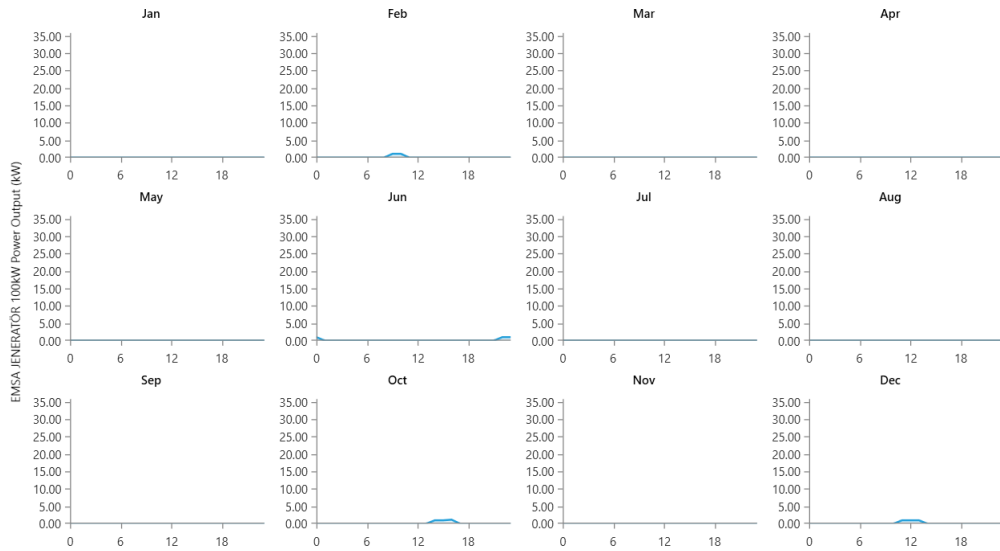 EMSA JENERATÖR 100kW Power Output (kW)
Jan Feb Mar Apr
35.00 35.00 35.00 35.00
30.00 30.00 30.00 30.00
25.00 25.00 25.00 25.00
20.00 20.00 20.00 20.00
15.00 15.00 15.00 15.00
10.00 10.00 10.00 10.00
5.00 5.00 5.00 5.00
0.00 0.00 0.00 0.00
0 6 12 18 0 6 12 18 0 6 12 18 0 6 12 18
May Jun Jul Aug
35.00 35.00 35.00 35.00
30.00 30.00 30.00 30.00
25.00 25.00 25.00 25.00
20.00 20.00 20.00 20.00
15.00 15.00 15.00 15.00
10.00 10.00 10.00 10.00
5.00 5.00 5.00 5.00
0.00 0.00 0.00 0.00
0 6 12 18 0 6 12 18 0 6 12 18 0 6 12 18
Sep Oct Nov Dec
35.00 35.00 35.00 35.00
30.00 30.00 30.00 30.00
25.00 25.00 25.00 25.00
20.00 20.00 20.00 20.00
15.00 15.00 15.00 15.00
10.00 10.00 10.00 10.00
5.00 5.00 5.00 5.00
0.00 0.00 0.00 0.00
0 6 12 18 0 6 12 18 0 6 12 18 0 6 12 18